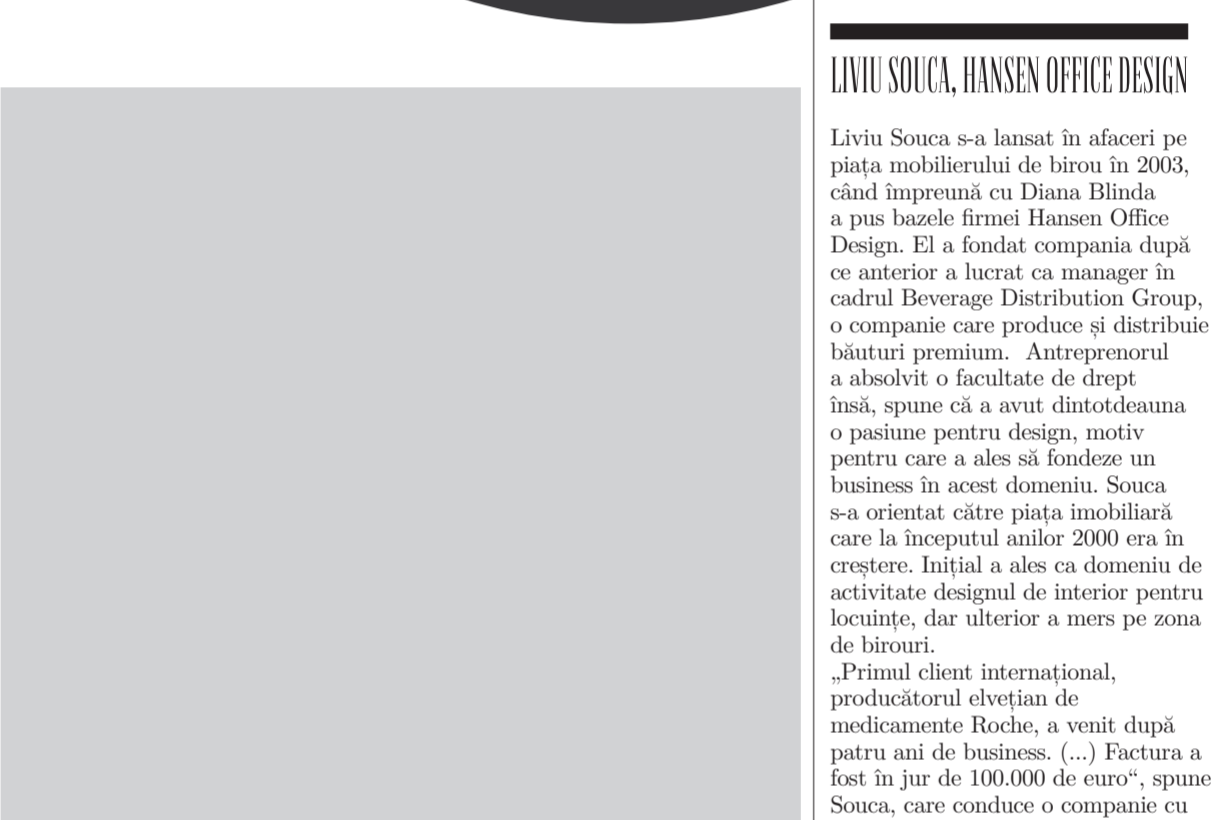 LIVIU SOUCA, HANSEN OFFICE DESIGN
Liviu Souca s-a lansat în afaceri pe
piața mobilierului de birou în 2003,
când împreună cu Diana Blinda
a pus bazele firmei Hansen Office
Design. El a fondat compania după
ce anterior a lucrat ca manager în
cadrul Beverage Distribution Group,
o companie care produce și distribuie
băuturi premium.  Antreprenorul
a absolvit o facultate de drept
însă, spune că a avut dintotdeauna
o pasiune pentru design, motiv
pentru care a ales să fondeze un
business în acest domeniu. Souca
s-a orientat către piața imobiliară
care la începutul anilor 2000 era în
creștere. Inițial a ales ca domeniu de
activitate designul de interior pentru
locuințe, dar ulterior a mers pe zona
de birouri.
„Primul client internațional,
producătorul elvețian de
medicamente Roche, a venit după
patru ani de business. (...) Factura a
fost în jur de 100.000 de euro“, spune
Souca, care conduce o companie cu